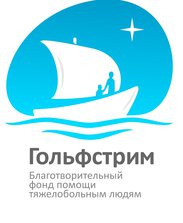 Гольфстрим
Благотворительный
фонд помощи
тяжелобольным людям